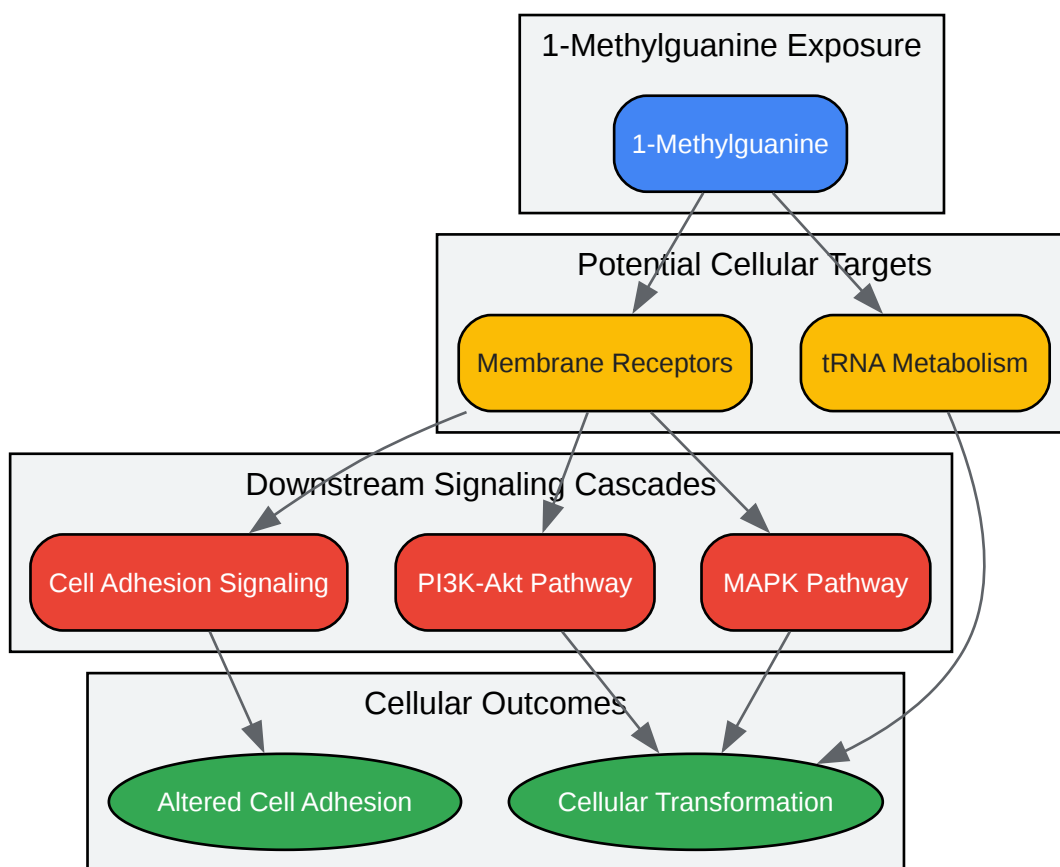 1-Methylguanine Exposure
1-Methylguanine
Potential Cellular Targets
Membrane Receptors
tRNA Metabolism
Downstream Signaling Cascades
Cell Adhesion Signaling
PI3K-Akt Pathway
MAPK Pathway
Cellular Outcomes
Altered Cell Adhesion
Cellular Transformation